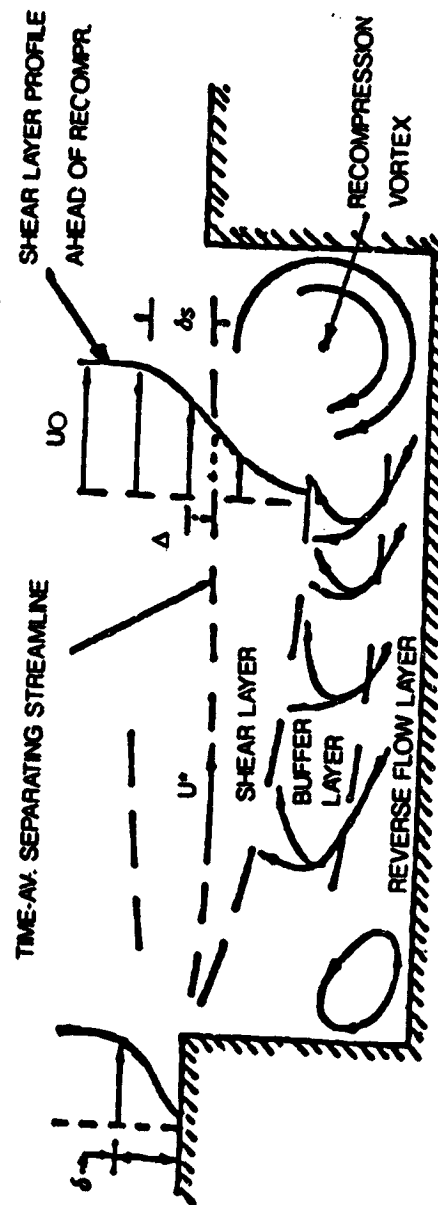 TIME-AV. SEPARATING STREAMLINE
SHEAR LAYER PROFILE
AHEAD OF RECOMPR.
δ
UO
Δ
δs
U*
SHEAR LAYER
BUFFER
LAYER
REVERSE FLOW LAYER
RECOMPRESSION
VORTEX